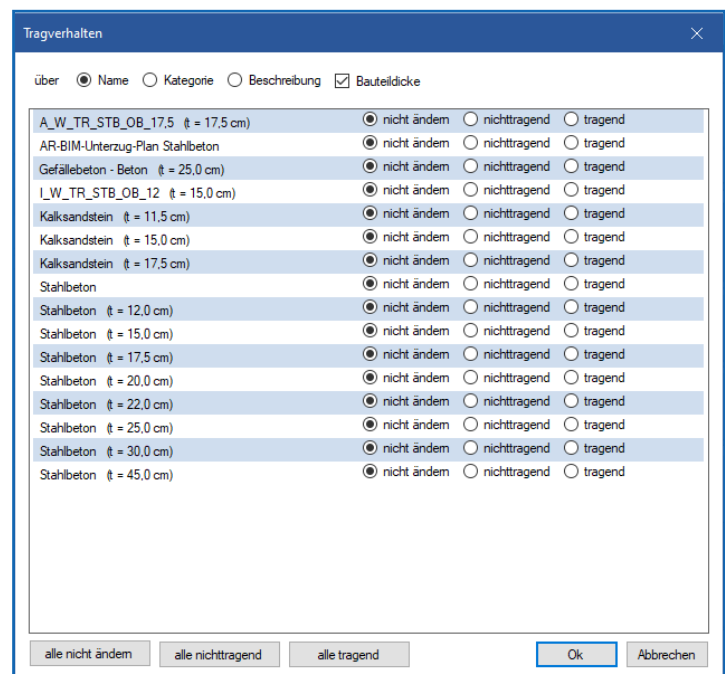 Tragverhalten
über Name Kategorie Beschreibung Bauteildicke
A_W_TR_STB_OB_17,5 (t = 17,5 cm) nicht ändern nichttragend tragend
AR-BIM-Unterzug-Plan Stahlbeton nicht ändern nichttragend tragend
Gefällebeton - Beton (t = 25,0 cm) nicht ändern nichttragend tragend
I_W_TR_STB_OB_12 (t = 15,0 cm) nicht ändern nichttragend tragend
Kalksandstein (t = 11,5 cm) nicht ändern nichttragend tragend
Kalksandstein (t = 15,0 cm) nicht ändern nichttragend tragend
Kalksandstein (t = 17,5 cm) nicht ändern nichttragend tragend
Stahlbeton nicht ändern nichttragend tragend
Stahlbeton (t = 12,0 cm) nicht ändern nichttragend tragend
Stahlbeton (t = 15,0 cm) nicht ändern nichttragend tragend
Stahlbeton (t = 17,5 cm) nicht ändern nichttragend tragend
Stahlbeton (t = 20,0 cm) nicht ändern nichttragend tragend
Stahlbeton (t = 22,0 cm) nicht ändern nichttragend tragend
Stahlbeton (t = 25,0 cm) nicht ändern nichttragend tragend
Stahlbeton (t = 30,0 cm) nicht ändern nichttragend tragend
Stahlbeton (t = 45,0 cm) nicht ändern nichttragend tragend
alle nicht ändern alle nichttragend alle tragend Ok Abbrechen